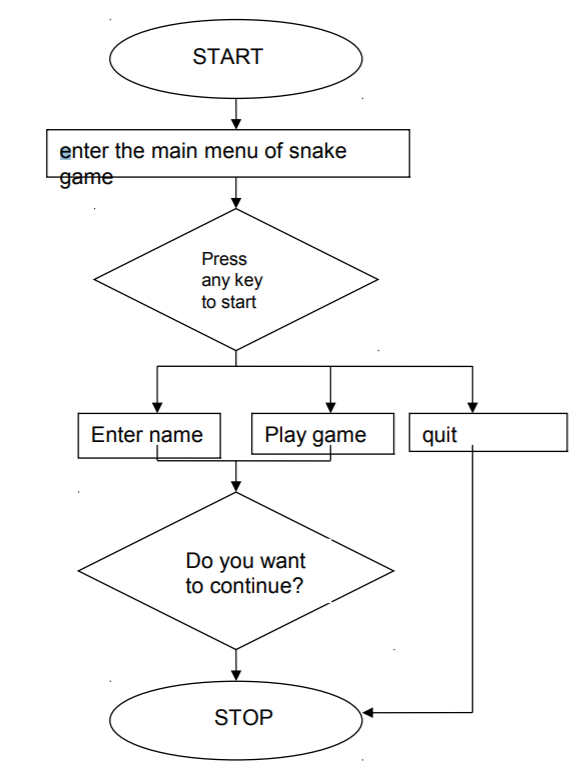 START
enter the main menu of snake
game
Press
any key
to start
Enter name
Play game
quit
Do you want
to continue?
STOP